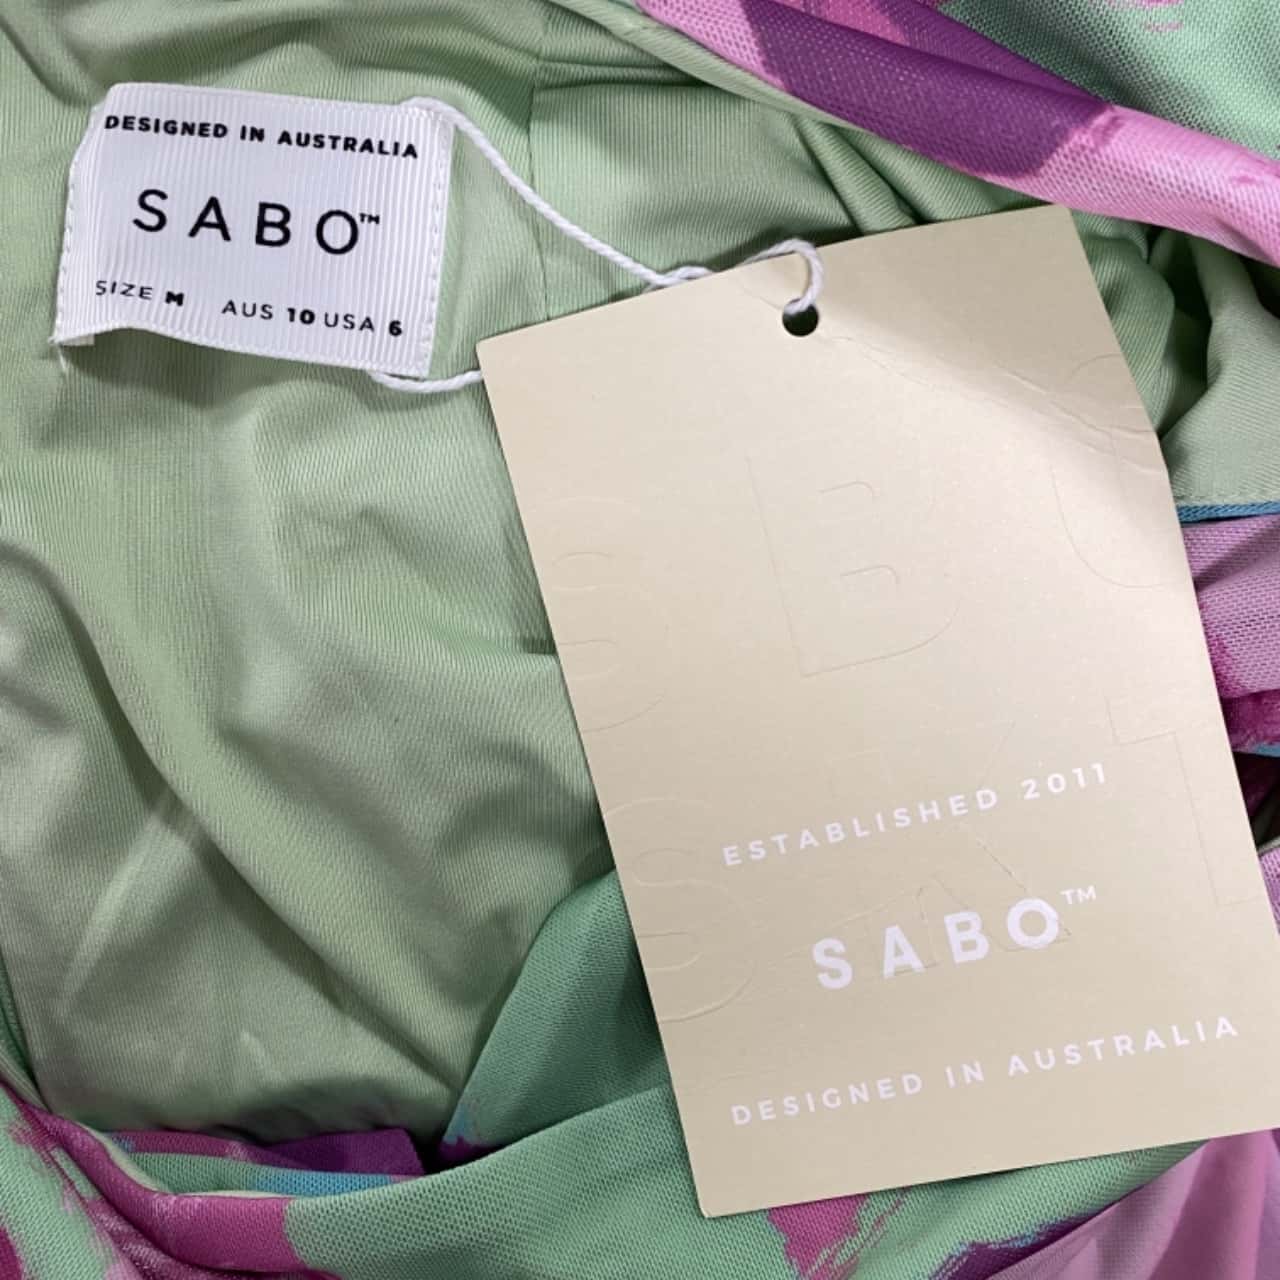 DESIGNED IN AUSTRALIA
SABO™
SIZE M AUS 10 USA 6
ESTABLISHED 2011
SABO™
DESIGNED IN AUSTRALIA